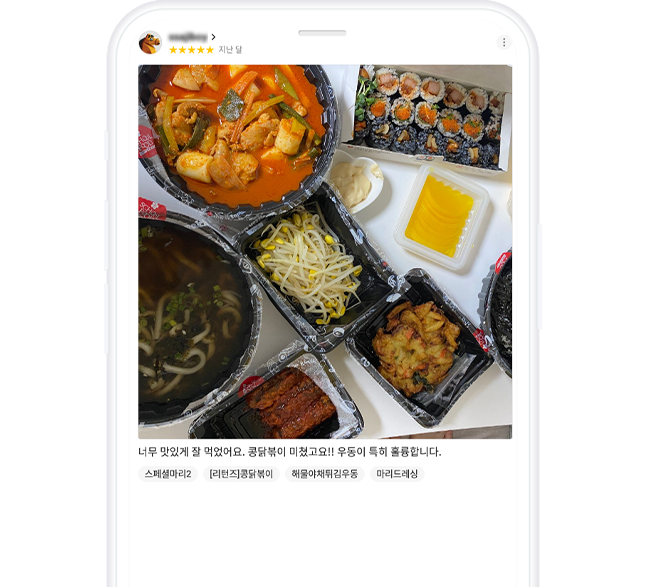 지난 달
너무 맛있게 잘 먹었어요. 콩닭볶이 미쳤고요!! 우동이 특히 훌륭합니다.
스페셜마리2 [리턴즈]콩닭볶이 해물야채튀김우동 마리드레싱